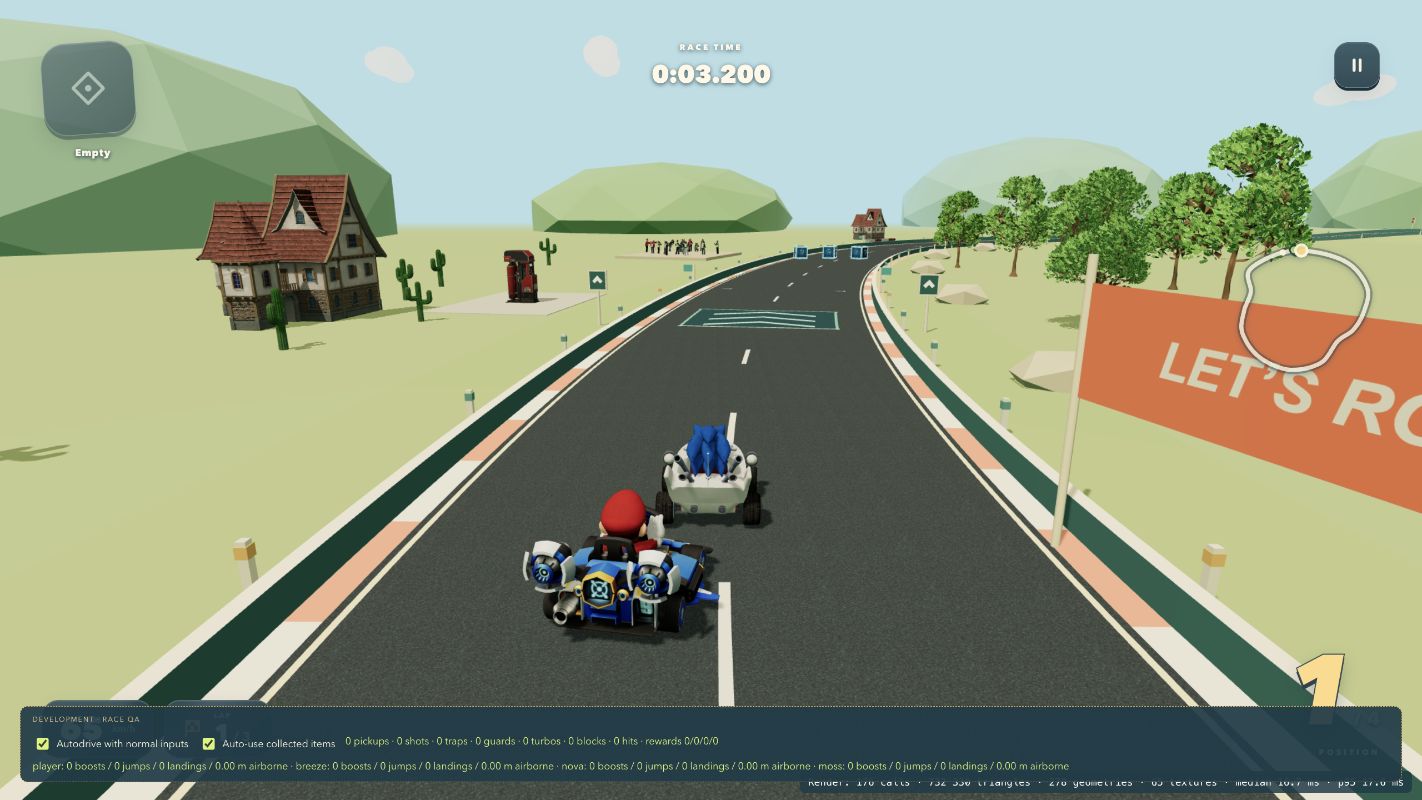 RACE TIME
0:03.200
Empty
LET'S RO
1
DEVELOPMENT · RACE QA
Autodrive with normal inputs
Auto-use collected items
0 pickups · 0 shots · 0 traps · 0 guards · 0 turbos · 0 blocks · 0 hits · rewards 0/0/0/0
POSITION
player: 0 boosts / 0 jumps / 0 landings / 0.00 m airborne · breeze: 0 boosts / 0 jumps / 0 landings / 0.00 m airborne · nova: 0 boosts / 0 jumps / 0 landings / 0.00 m airborne · moss: 0 boosts / 0 jumps / 0 landings / 0.00 m airborne